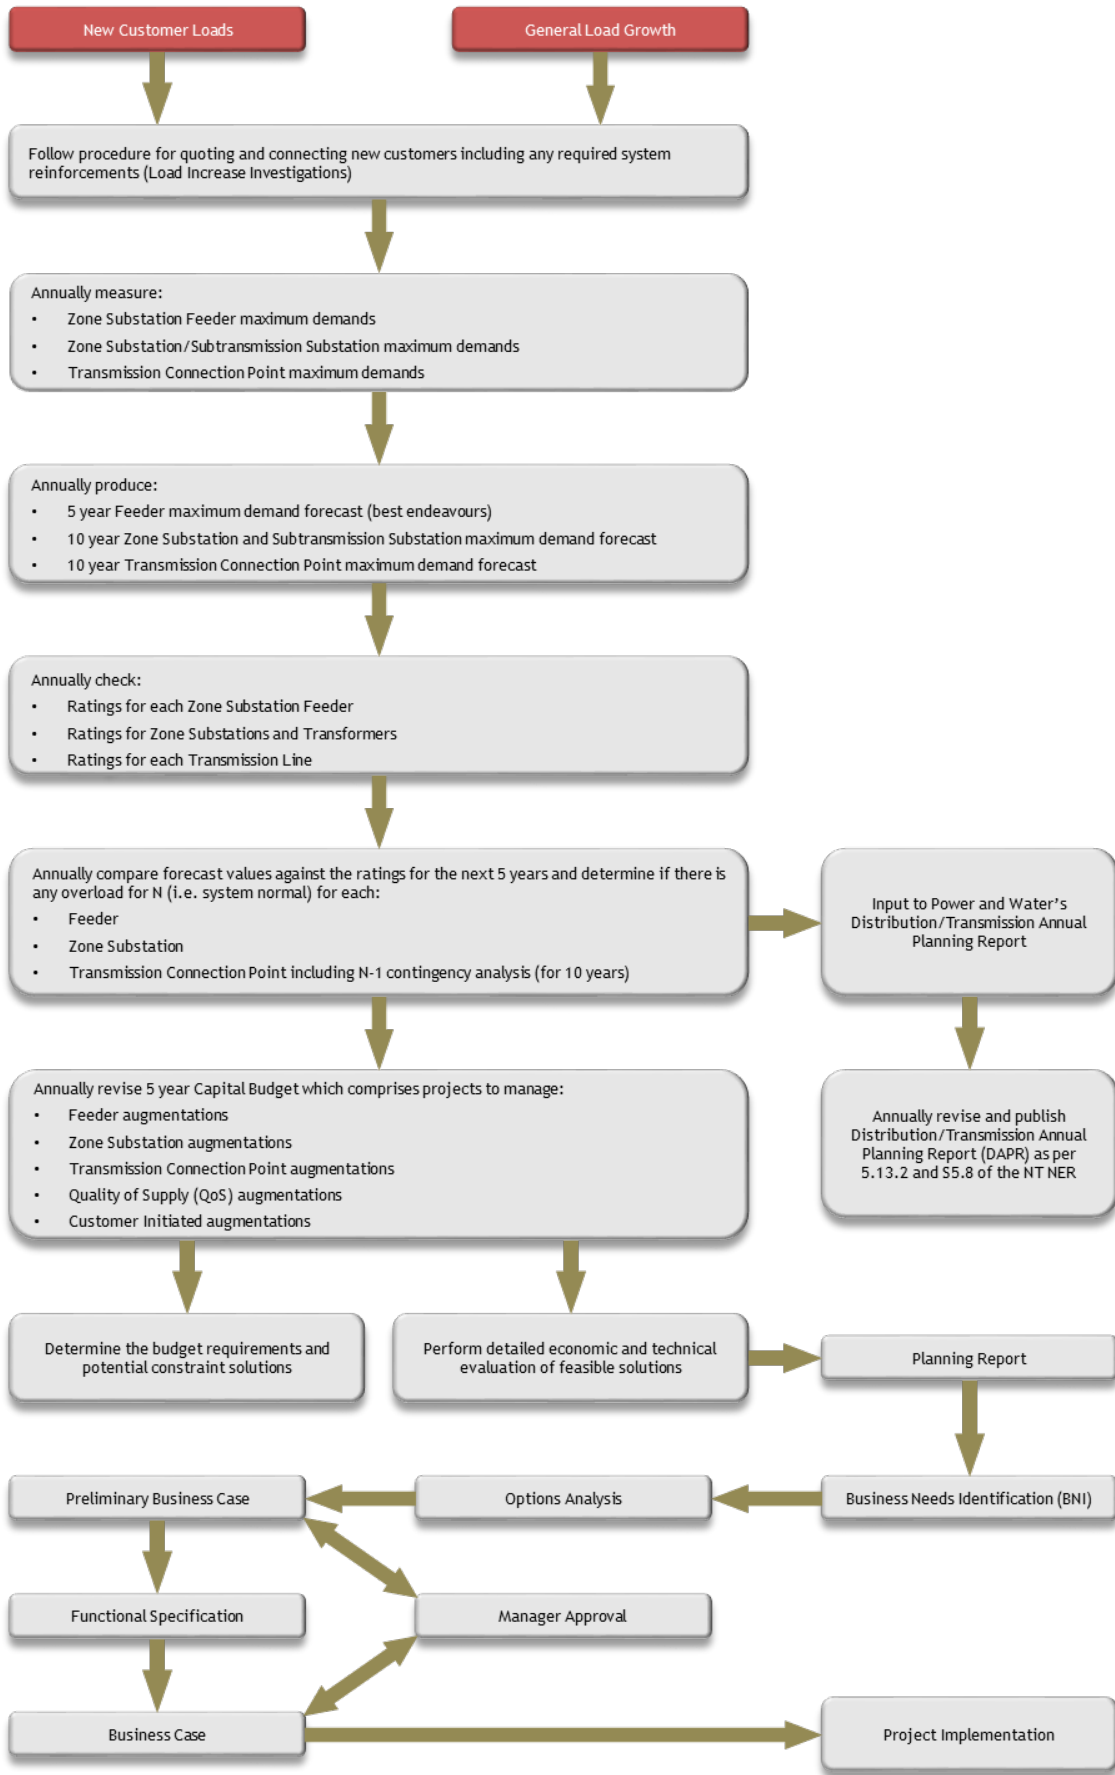 New Customer Loads
General Load Growth
Follow procedure for quoting and connecting new customers including any required system
reinforcements (Load Increase Investigations)
Annually measure:
• Zone Substation Feeder maximum demands
• Zone Substation/Subtransmission Substation maximum demands
• Transmission Connection Point maximum demands
Annually produce:
• 5 year Feeder maximum demand forecast (best endeavours)
• 10 year Zone Substation and Subtransmission Substation maximum demand forecast
• 10 year Transmission Connection Point maximum demand forecast
Annually check:
• Ratings for each Zone Substation Feeder
• Ratings for Zone Substations and Transformers
• Ratings for each Transmission Line
Annually compare forecast values against the ratings for the next 5 years and determine if there is
any overload for N (i.e. system normal) for each:
• Feeder
• Zone Substation
• Transmission Connection Point including N-1 contingency analysis (for 10 years)
Input to Power and Water's
Distribution/Transmission Annual
Planning Report
Annually revise 5 year Capital Budget which comprises projects to manage:
• Feeder augmentations
• Zone Substation augmentations
• Transmission Connection Point augmentations
• Quality of Supply (QoS) augmentations
• Customer Initiated augmentations
Annually revise and publish
Distribution/Transmission Annual
Planning Report (DAPR) as per
5.13.2 and S5.8 of the NT NER
Determine the budget requirements and
potential constraint solutions
Perform detailed economic and technical
evaluation of feasible solutions
Planning Report
Preliminary Business Case
Options Analysis
Business Needs Identification (BNI)
Functional Specification
Manager Approval
Business Case
Project Implementation